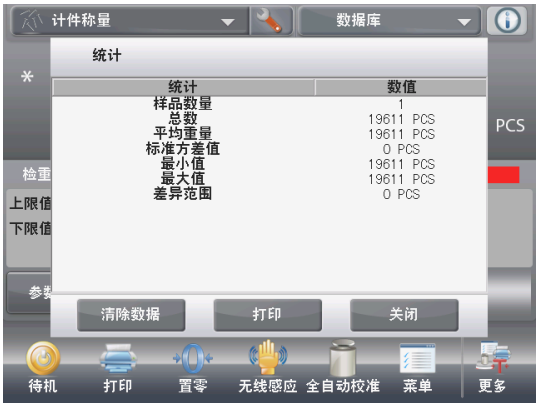 计件称量 数据库
统计
*
PCS
统计 数值
样品数量 1
总数 19611 PCS
平均重量 19611 PCS
标准方差值 0 PCS
最小值 19611 PCS
最大值 19611 PCS
差异范围 0 PCS
检重
上限值
下限值
参数
清除数据 打印 关闭
待机 打印 置零 无线感应 全自动校准 菜单 更多